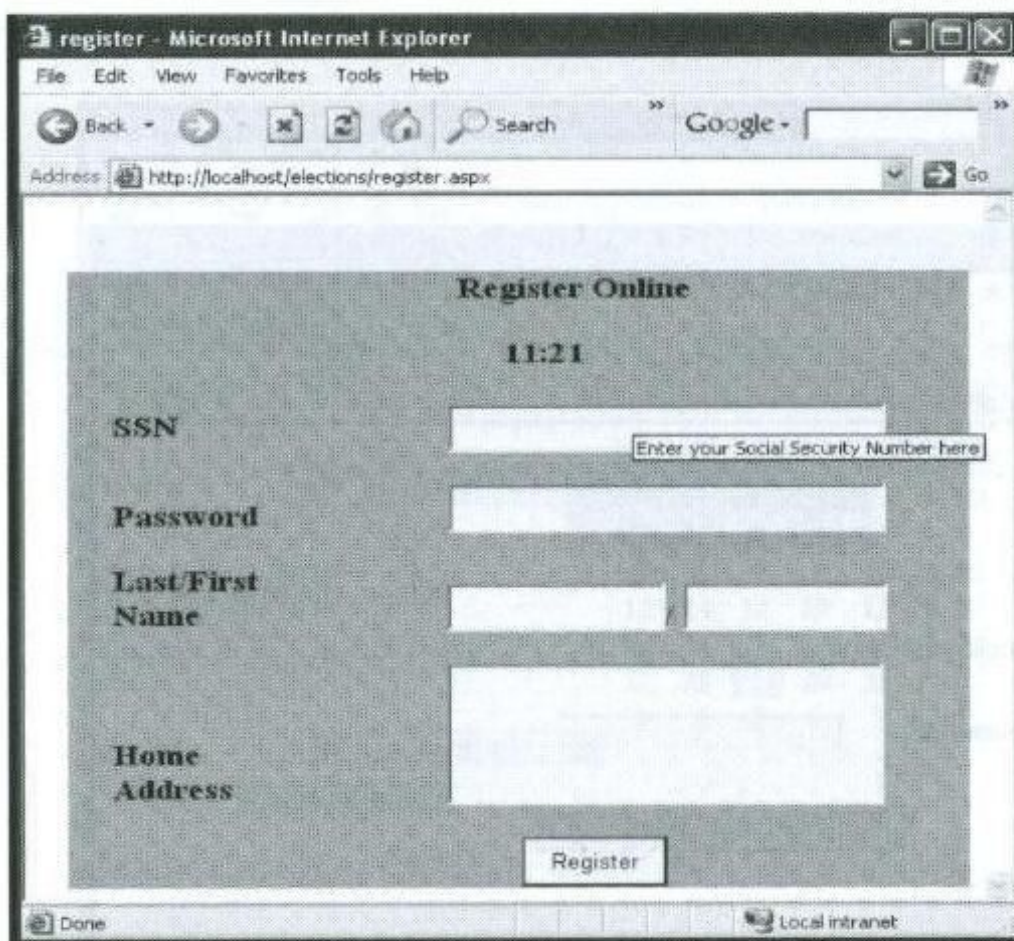 register - Microsoft Internet Explorer
File Edit View Favorites Tools Help
Back Search » Google »
Address http://localhost/elections/register.aspx Go
Register Online
11:21
SSN
Enter your Social Security Number here
Password
Last/First
Name /
Home
Address
Register
Done Local intranet